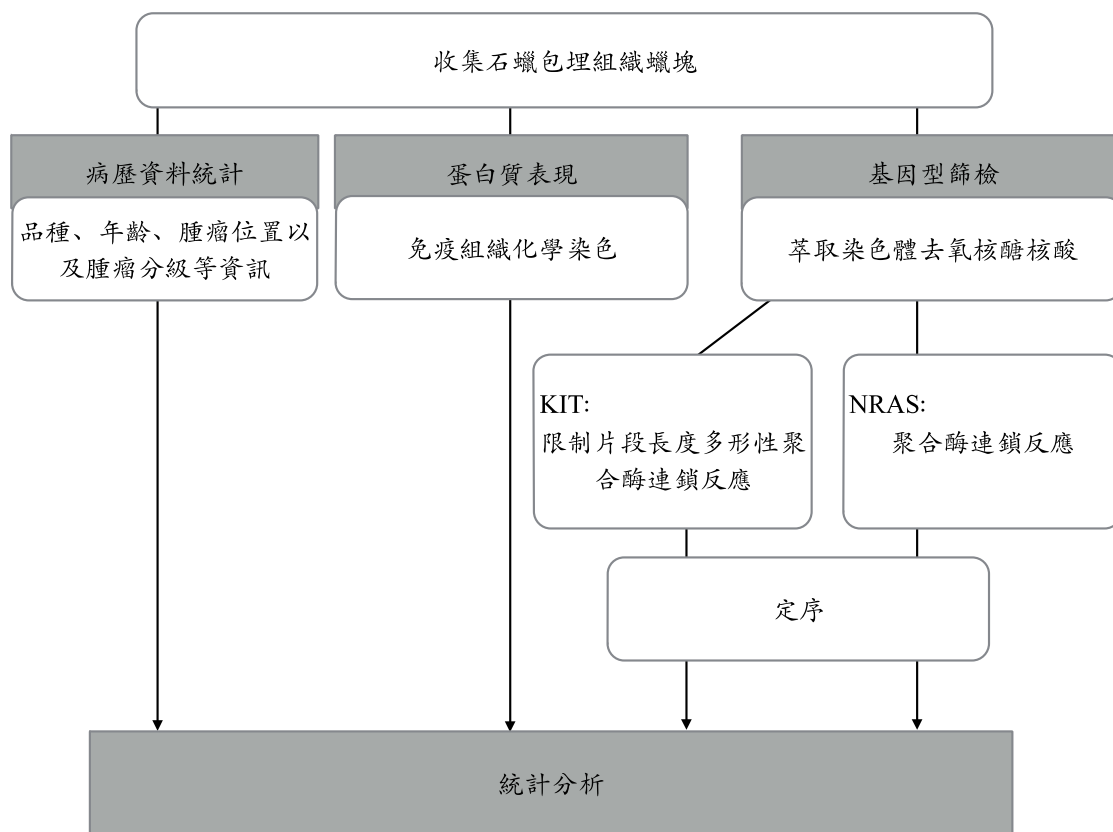 收集石蠟包埋組織蠟塊
病歷資料統計
品種、年齡、腫瘤位置以
及腫瘤分級等資訊
蛋白質表現
免疫組織化學染色
基因型篩檢
萃取染色體去氧核醣核酸
KIT:
限制片段長度多形性聚
合酶連鎖反應
NRAS:
聚合酶連鎖反應
定序
統計分析